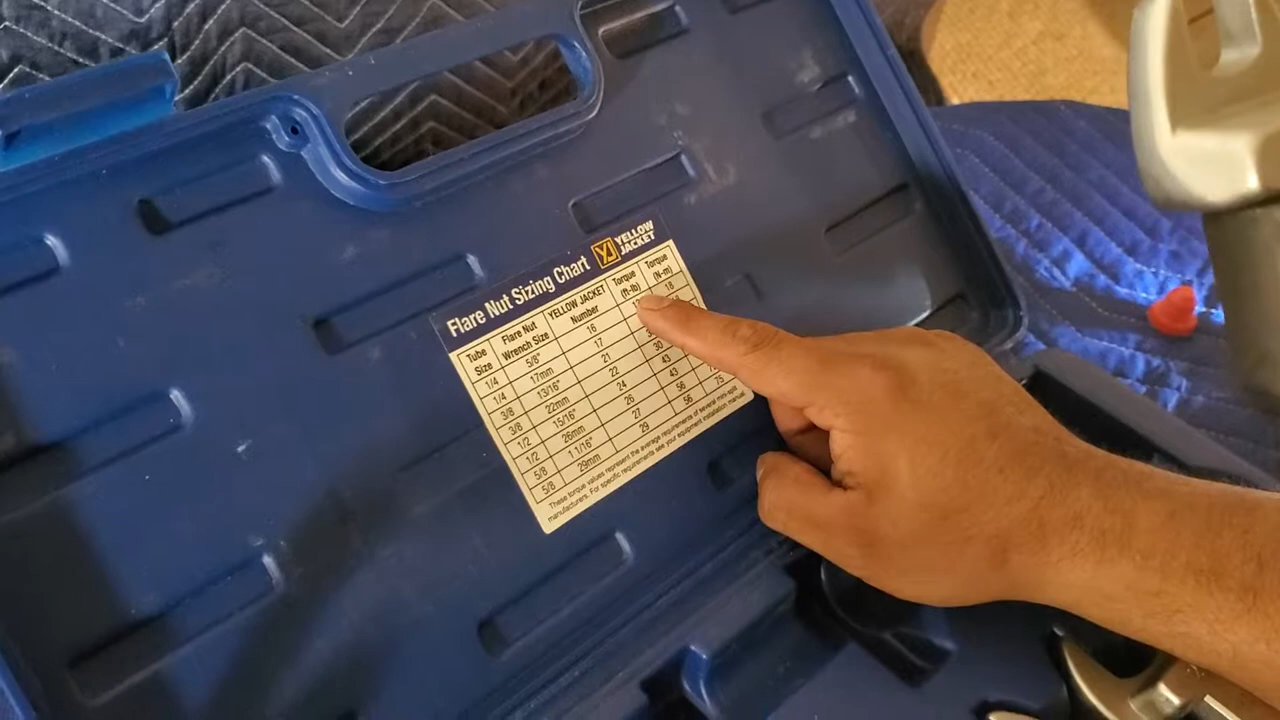 YJ YELLOW
JACKET
Flare Nut Sizing Chart
Tube Size Flare Nut Wrench Size YELLOW JACKET Number Torque (ft-lb) Torque (N-m)
1/4 5/8" 16 18
1/4 17mm 17
3/8 13/16" 21
3/8 22mm 22 30
1/2 15/16" 24 43
1/2 26mm 26 43
5/8 1 1/16" 27 56
5/8 29mm 29 56 75
These torque values represent the average requirements of several mini-split
manufacturers. For specific requirements see your equipment installation manual.